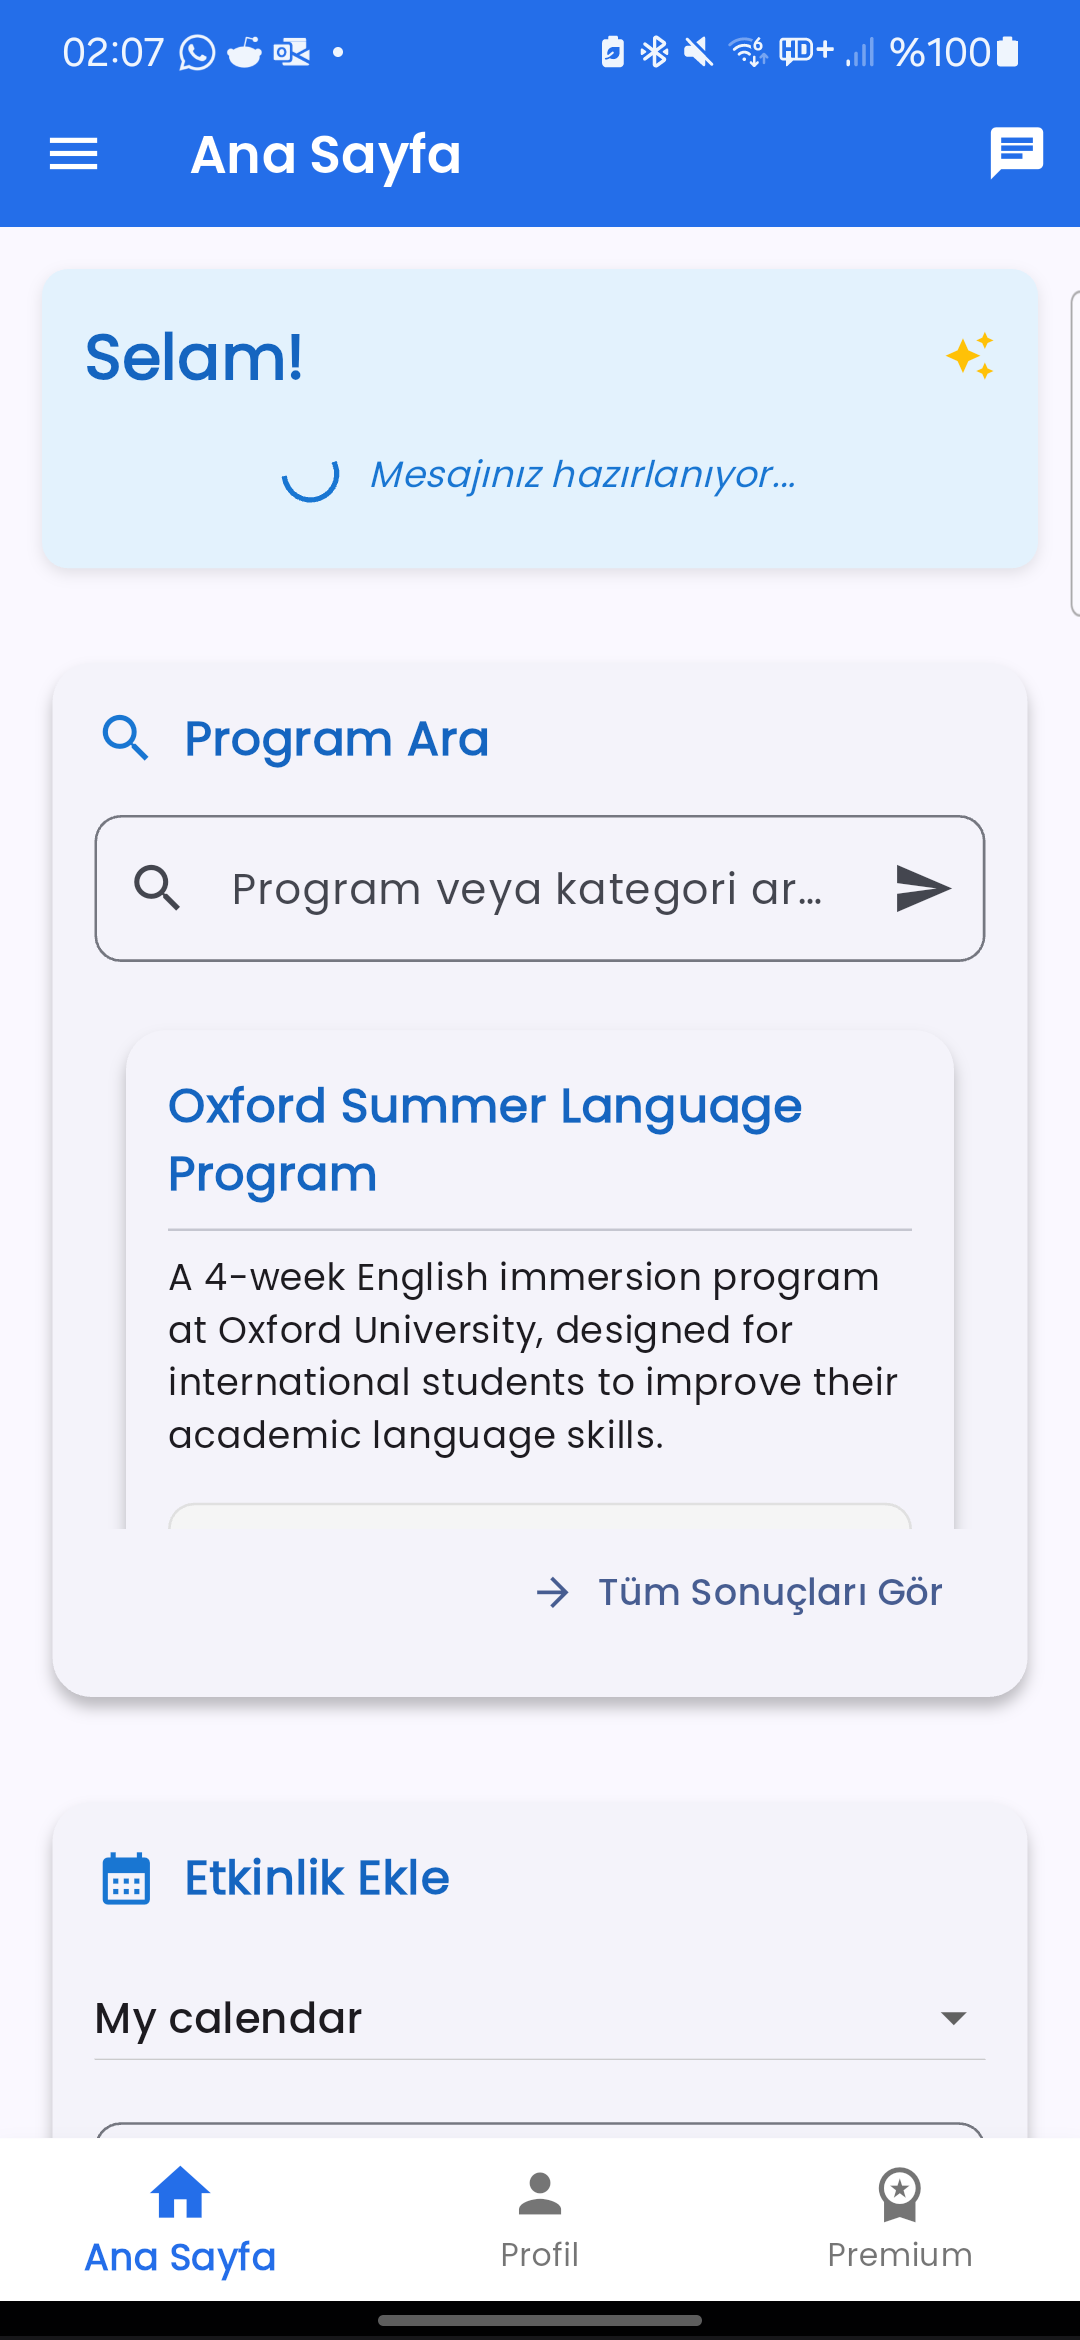 02:07
HD+ %100
Ana Sayfa
Selam!
Mesajınız hazırlanıyor...
Program Ara
Program veya kategori ar...
Oxford Summer Language
Program
A 4-week English immersion program
at Oxford University, designed for
international students to improve their
academic language skills.
Tüm Sonuçları Gör
Etkinlik Ekle
My calendar
Ana Sayfa
Profil
Premium